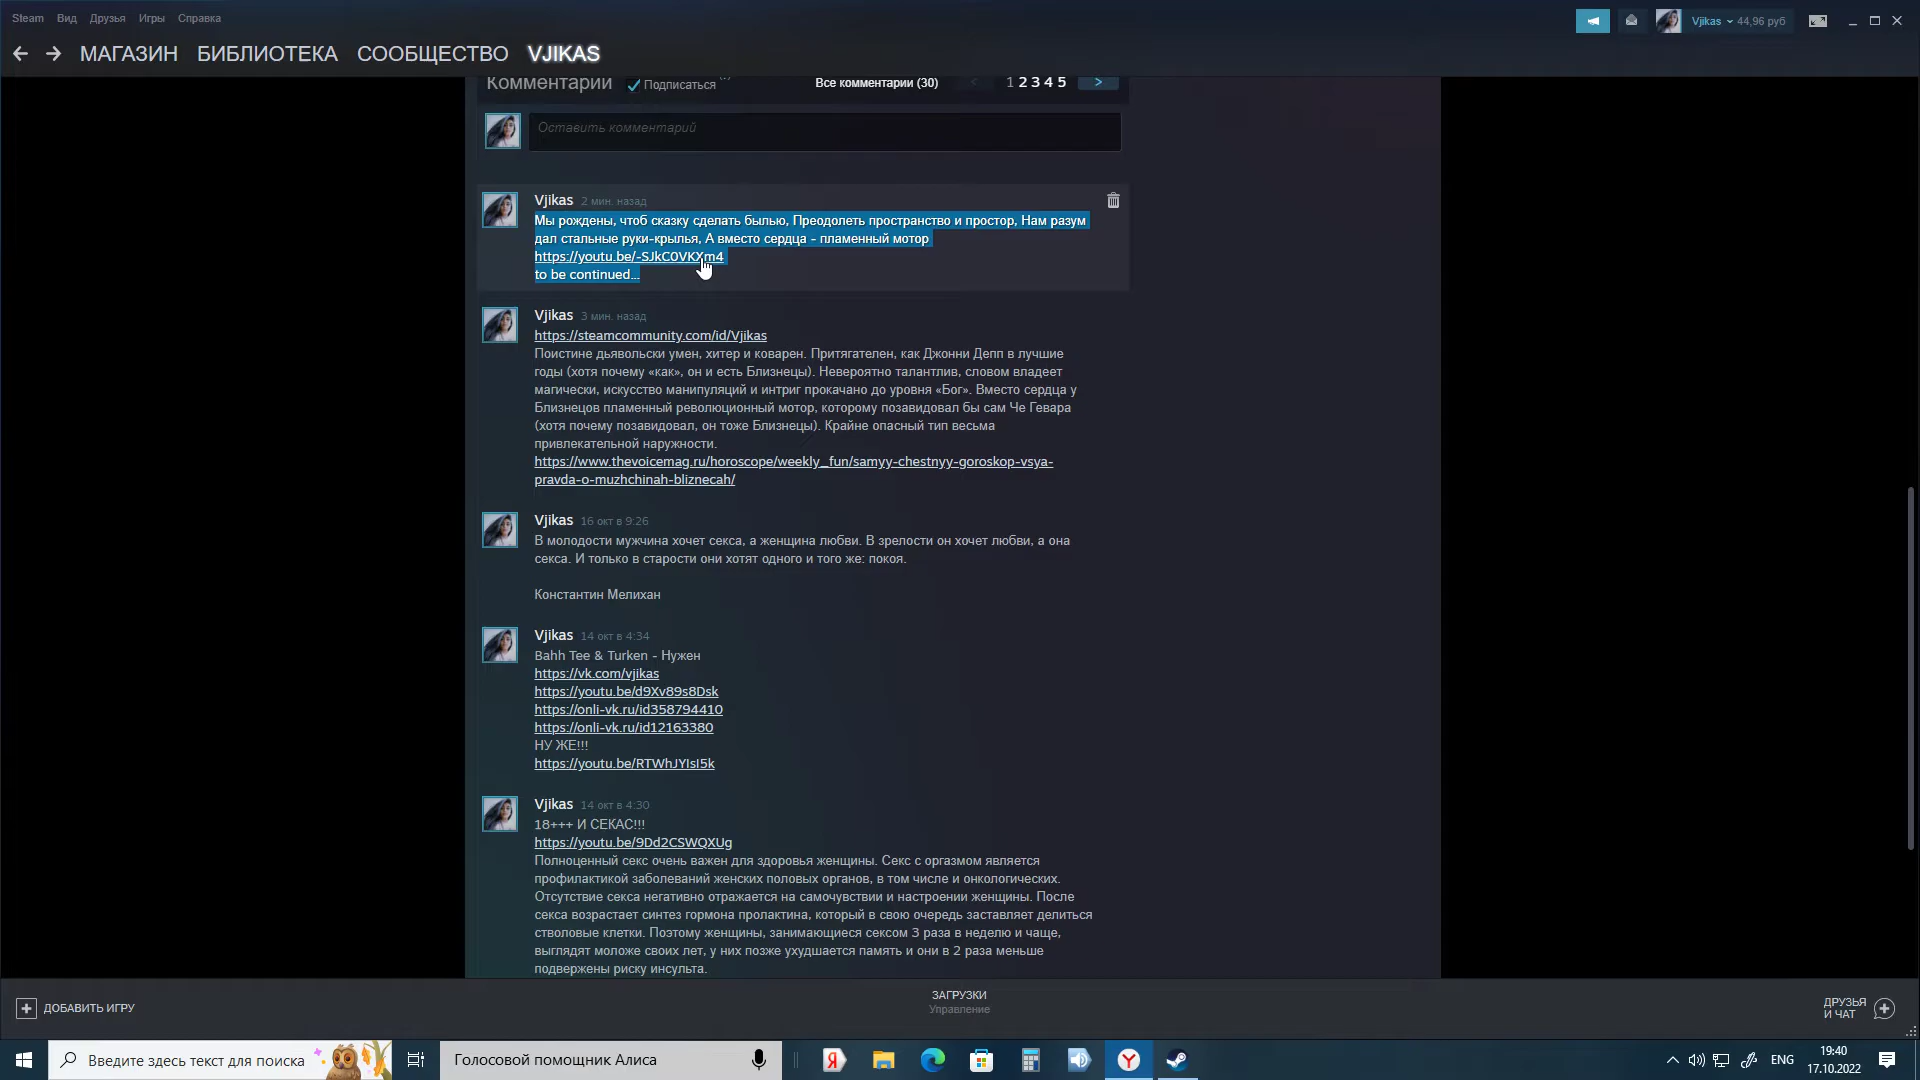 Steam Вид Друзья Игры Справка
Vjikas 44,96 руб
МАГАЗИН БИБЛИОТЕКА СООБЩЕСТВО VJIKAS
Комментарии Подписаться Все комментарии (30) < 1 2 3 4 5 >
Оставить комментарий
Vjikas 2 мин. назад
Мы рождены, чтоб сказку сделать былью, Преодолеть пространство и простор, Нам разум
дал стальные руки-крылья, А вместо сердца - пламенный мотор
https://youtu.be/-SJkC0VKXm4
to be continued...
Vjikas 3 мин. назад
https://steamcommunity.com/id/Vjikas
Поистине дьявольски умен, хитер и коварен. Притягателен, как Джонни Депп в лучшие
годы (хотя почему «как», он и есть Близнецы). Невероятно талантлив, словом владеет
магически, искусство манипуляций и интриг прокачано до уровня «Бог». Вместо сердца у
Близнецов пламенный революционный мотор, которому позавидовал бы сам Че Гевара
(хотя почему позавидовал, он тоже Близнецы). Крайне опасный тип весьма
привлекательной наружности.
https://www.thevoicemag.ru/horoscope/weekly_fun/samyy-chestnyy-goroskop-vsya-
pravda-o-muzhchinah-bliznecah/
Vjikas 16 окт в 9:26
В молодости мужчина хочет секса, а женщина любви. В зрелости он хочет любви, а она
секса. И только в старости они хотят одного и того же: покоя.
Константин Мелихан
Vjikas 14 окт в 4:34
Bahh Tee & Turken - Нужен
https://vk.com/vjikas
https://youtu.be/d9Xv89s8Dsk
https://onli-vk.ru/id358794410
https://onli-vk.ru/id12163380
НУ ЖЕ!!!
https://youtu.be/RTWhJYIsI5k
Vjikas 14 окт в 4:30
18+++ И СЕКАС!!!
https://youtu.be/9Dd2CSWQXUg
Полноценный секс очень важен для здоровья женщины. Секс с оргазмом является
профилактикой заболеваний женских половых органов, в том числе и онкологических.
Отсутствие секса негативно отражается на самочувствии и настроении женщины. После
секса возрастает синтез гормона пролактина, который в свою очередь заставляет делиться
стволовые клетки. Поэтому женщины, занимающиеся сексом 3 раза в неделю и чаще,
выглядят моложе своих лет, у них позже ухудшается память и они в 2 раза меньше
подвержены риску инсульта.
ДОБАВИТЬ ИГРУ
ЗАГРУЗКИ
Управление
ДРУЗЬЯ
И ЧАТ
Введите здесь текст для поиска
Голосовой помощник Алиса
ENG
19:40
17.10.2022